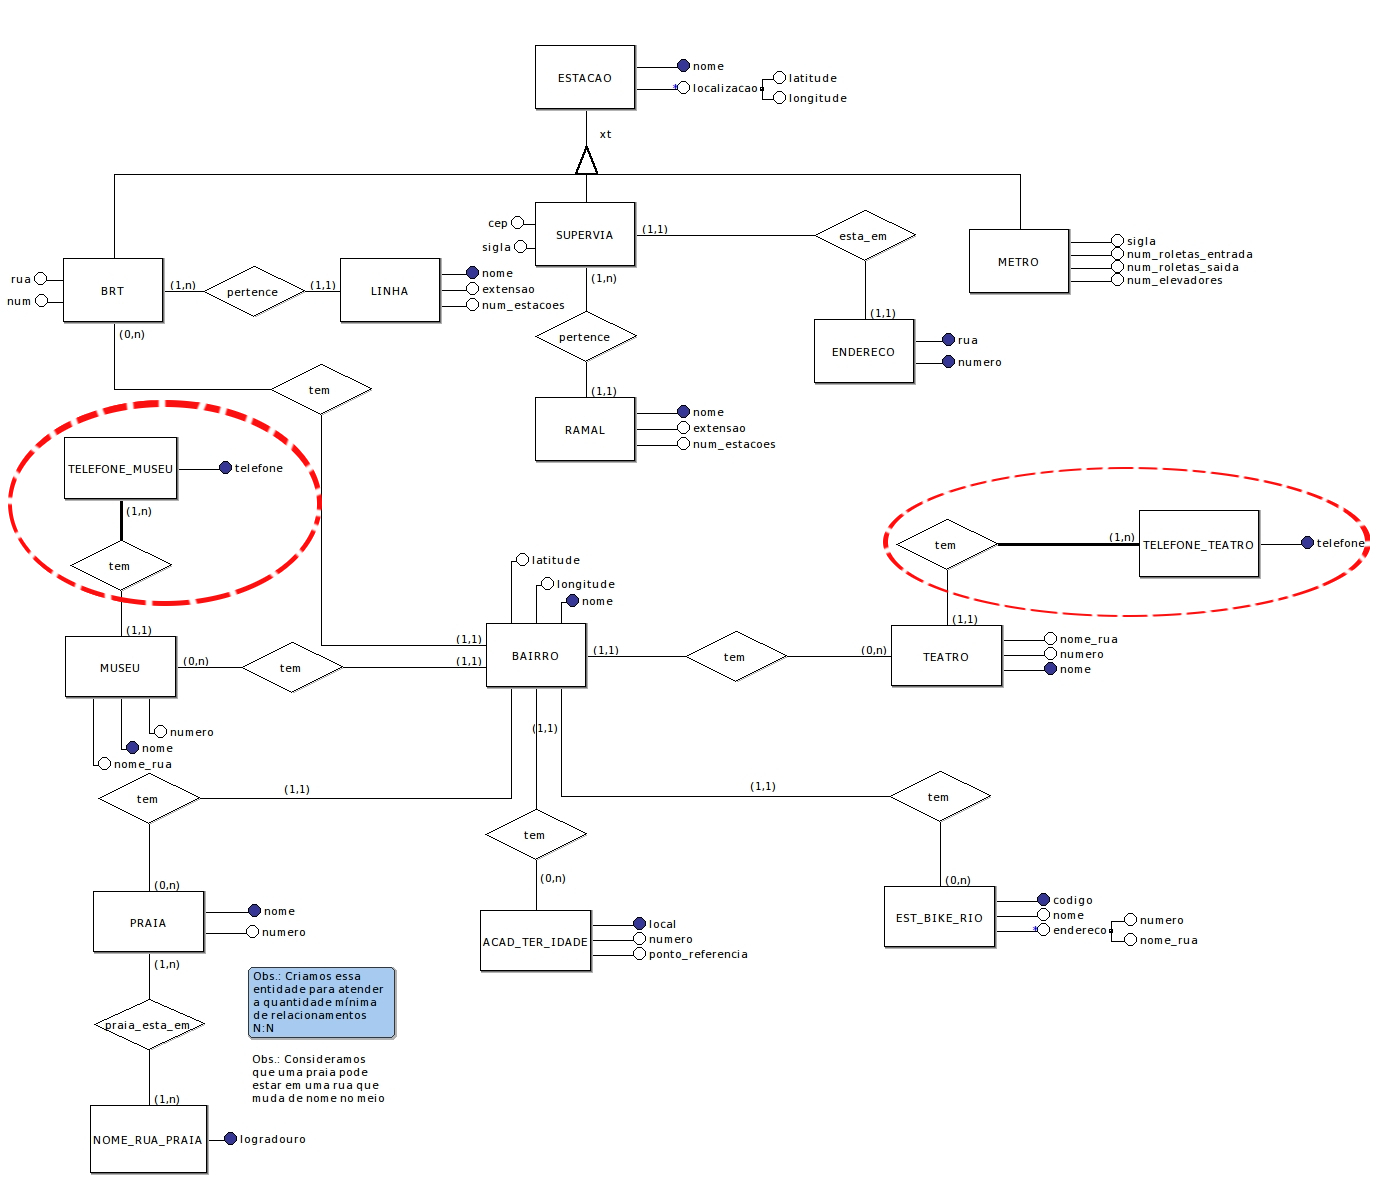 ESTACAO
nome
localizacao
latitude
longitude
xt
SUPERVIA
cep
sigla
(1,1)
esta_em
(1,1)
ENDERECO
rua
numero
METRO
sigla
num_roletas_entrada
num_roletas_saida
num_elevadores
rua
num
BRT
(1,n)
pertence
(1,1)
LINHA
nome
extensao
num_estacoes
(1,n)
pertence
(1,1)
RAMAL
nome
extensao
num_estacoes
(0,n)
tem
TELEFONE_MUSEU
telefone
(1,n)
tem
(1,1)
MUSEU
(0,n)
tem
(1,1)
(1,1)
numero
nome
nome_rua
latitude
longitude
nome
BAIRRO
(1,1)
tem
(0,n)
TEATRO
nome_rua
numero
nome
(1,1)
tem
(1,n)
TELEFONE_TEATRO
telefone
tem
(1,1)
(0,n)
PRAIA
nome
numero
(1,n)
praia_esta_em
(1,n)
NOME_RUA_PRAIA
logradouro
(1,1)
tem
(0,n)
ACAD_TER_IDADE
local
numero
ponto_referencia
(1,1)
tem
(0,n)
EST_BIKE_RIO
codigo
nome
endereco
numero
nome_rua
Obs.: Criamos essa
entidade para atender
a quantidade mínima
de relacionamentos
N:N
Obs.: Consideramos
que uma praia pode
estar em uma rua que
muda de nome no meio